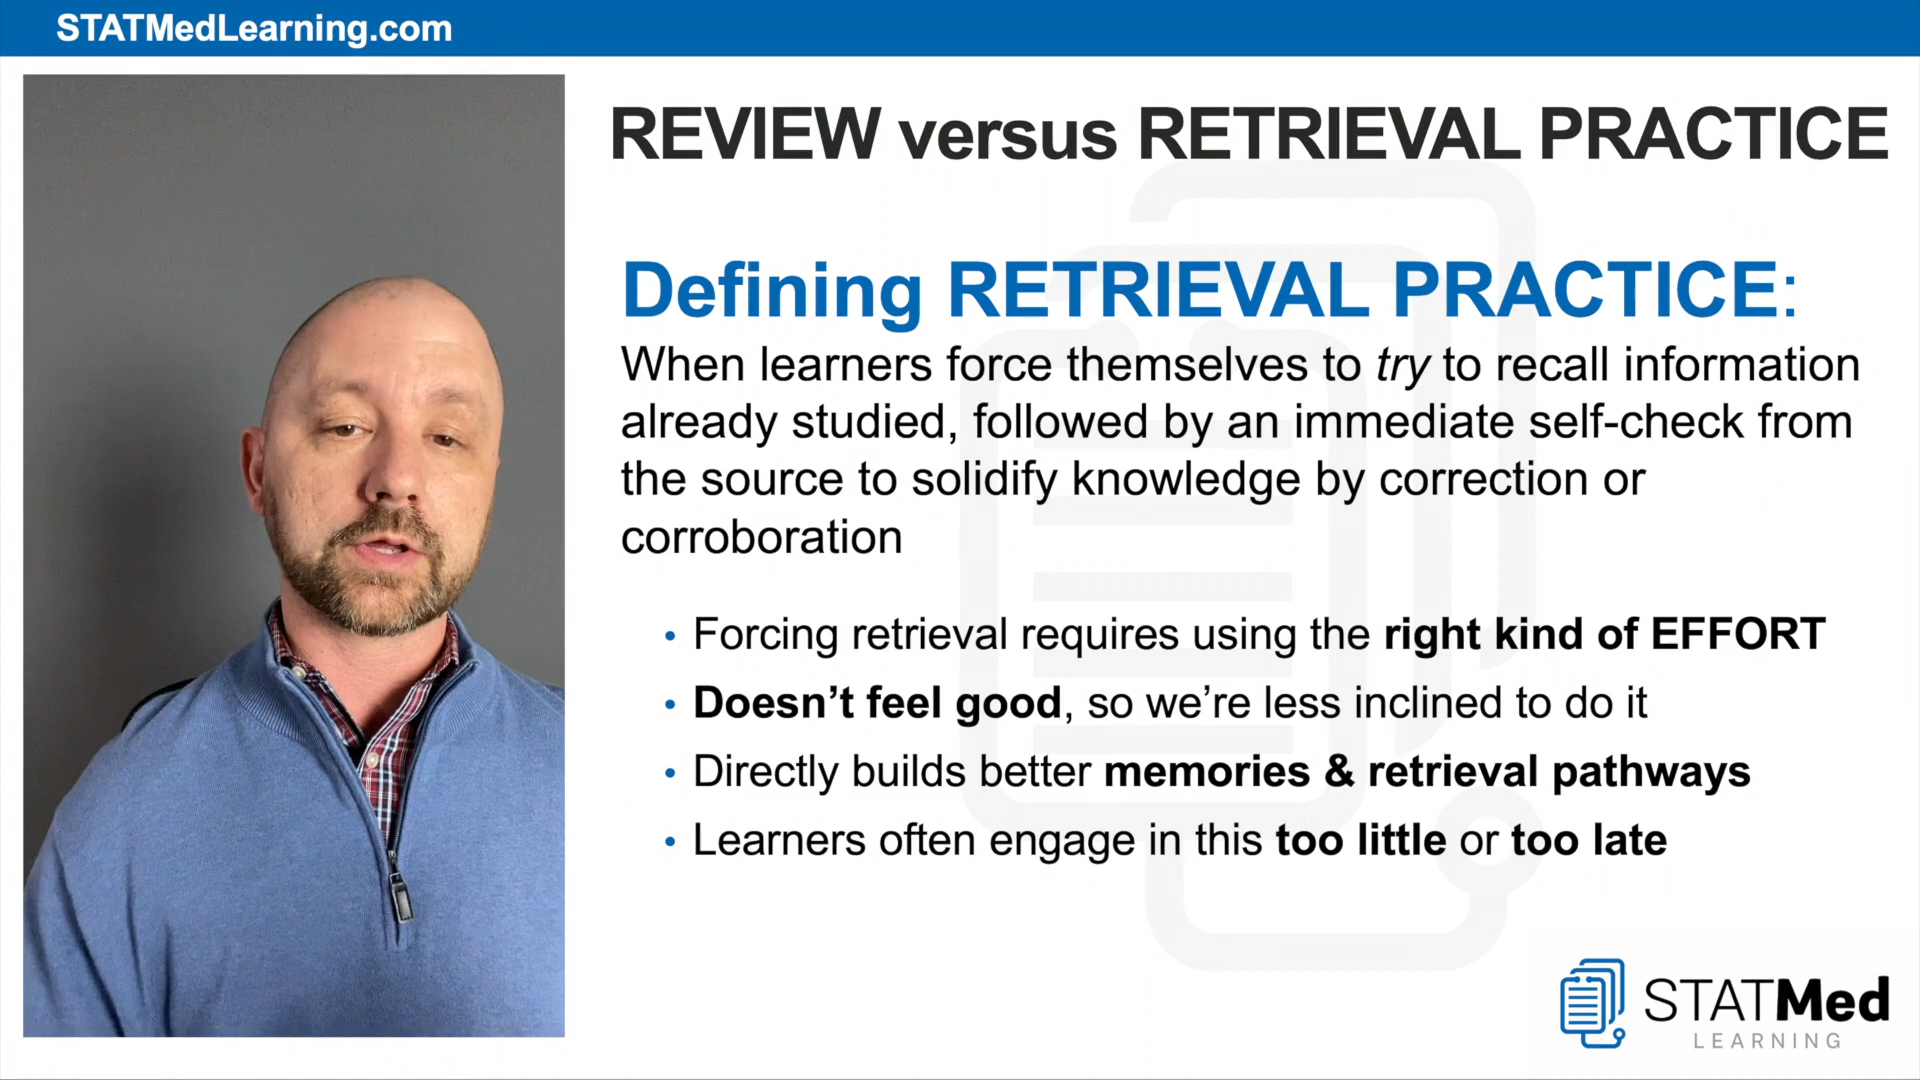 STATMedLearning.com
REVIEW versus RETRIEVAL PRACTICE
Defining RETRIEVAL PRACTICE:
When learners force themselves to try to recall information
already studied, followed by an immediate self-check from
the source to solidify knowledge by correction or
corroboration
• Forcing retrieval requires using the right kind of EFFORT
• Doesn’t feel good, so we’re less inclined to do it
• Directly builds better memories & retrieval pathways
• Learners often engage in this too little or too late
STATMed
LEARNING